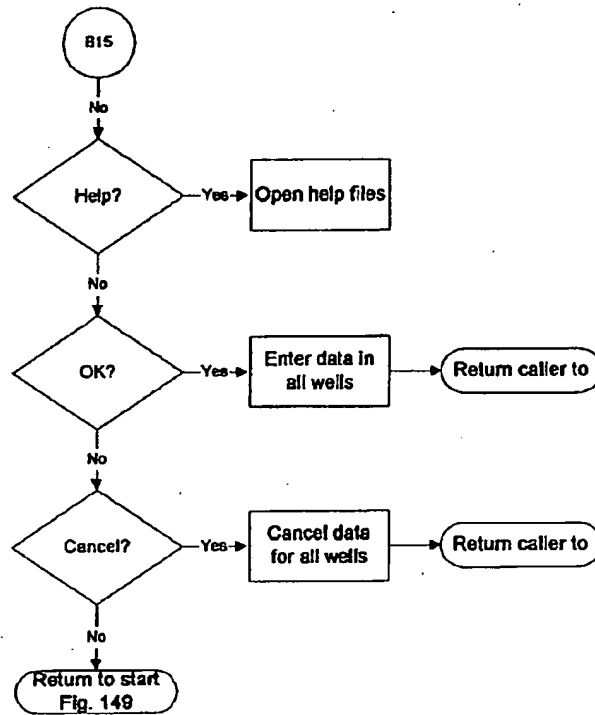 B15
No
Help?
Yes
Open help files
No
OK?
Yes
Enter data in
all wells
Return caller to
No
Cancel?
Yes
Cancel data
for all wells
Return caller to
No
Return to start
Fig. 149